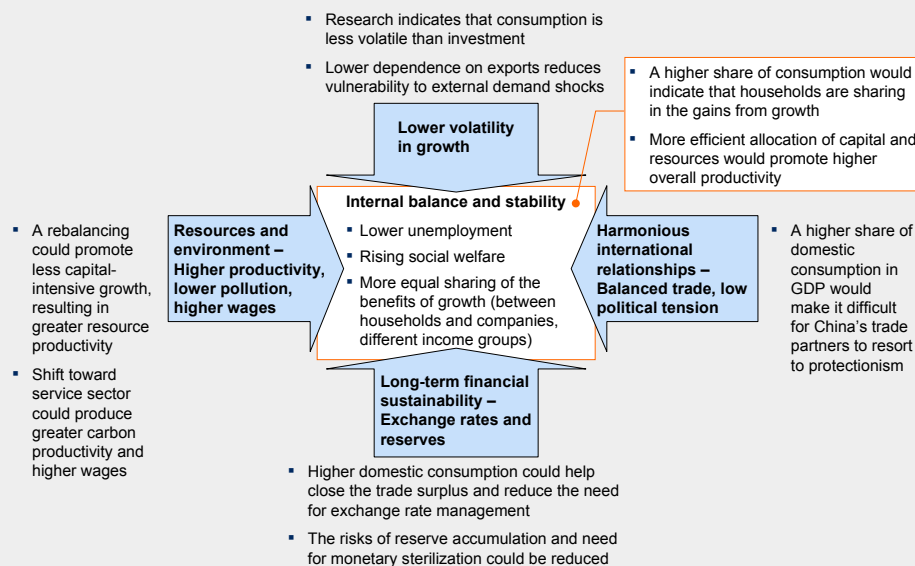 ▪ Research indicates that consumption is
less volatile than investment
▪ Lower dependence on exports reduces
vulnerability to external demand shocks
▪ A higher share of consumption would
indicate that households are sharing
in the gains from growth
▪ More efficient allocation of capital and
resources would promote higher
overall productivity
Lower volatility
in growth
Internal balance and stability
▪ Lower unemployment
▪ Rising social welfare
▪ More equal sharing of the
benefits of growth (between
households and companies,
different income groups)
▪ A rebalancing
could promote
less capital-
intensive growth,
resulting in
greater resource
productivity
▪ Shift toward
service sector
could produce
greater carbon
productivity and
higher wages
Resources and
environment –
Higher productivity,
lower pollution,
higher wages
Harmonious
international
relationships –
Balanced trade, low
political tension
▪ A higher share of
domestic
consumption in
GDP would
make it difficult
for China's trade
partners to resort
to protectionism
Long-term financial
sustainability –
Exchange rates and
reserves
▪ Higher domestic consumption could help
close the trade surplus and reduce the need
for exchange rate management
▪ The risks of reserve accumulation and need
for monetary sterilization could be reduced